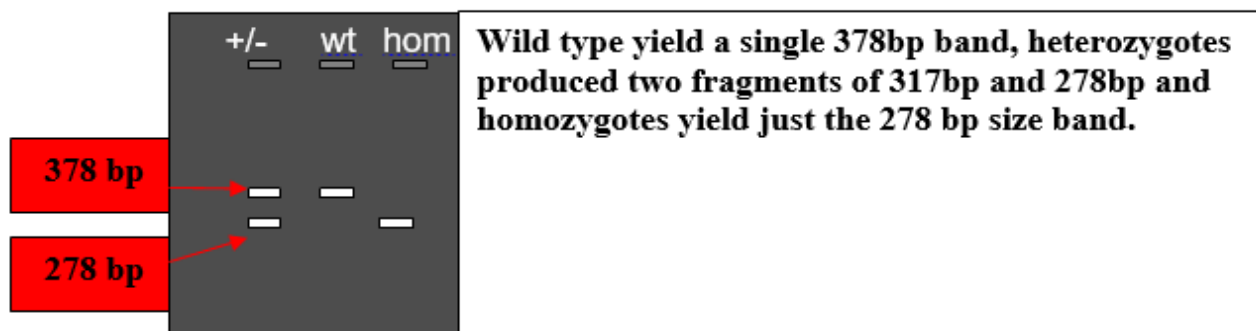 +/- wt hom
Wild type yield a single 378bp band, heterozygotes
produced two fragments of 317bp and 278bp and
homozygotes yield just the 278 bp size band.
378 bp
278 bp